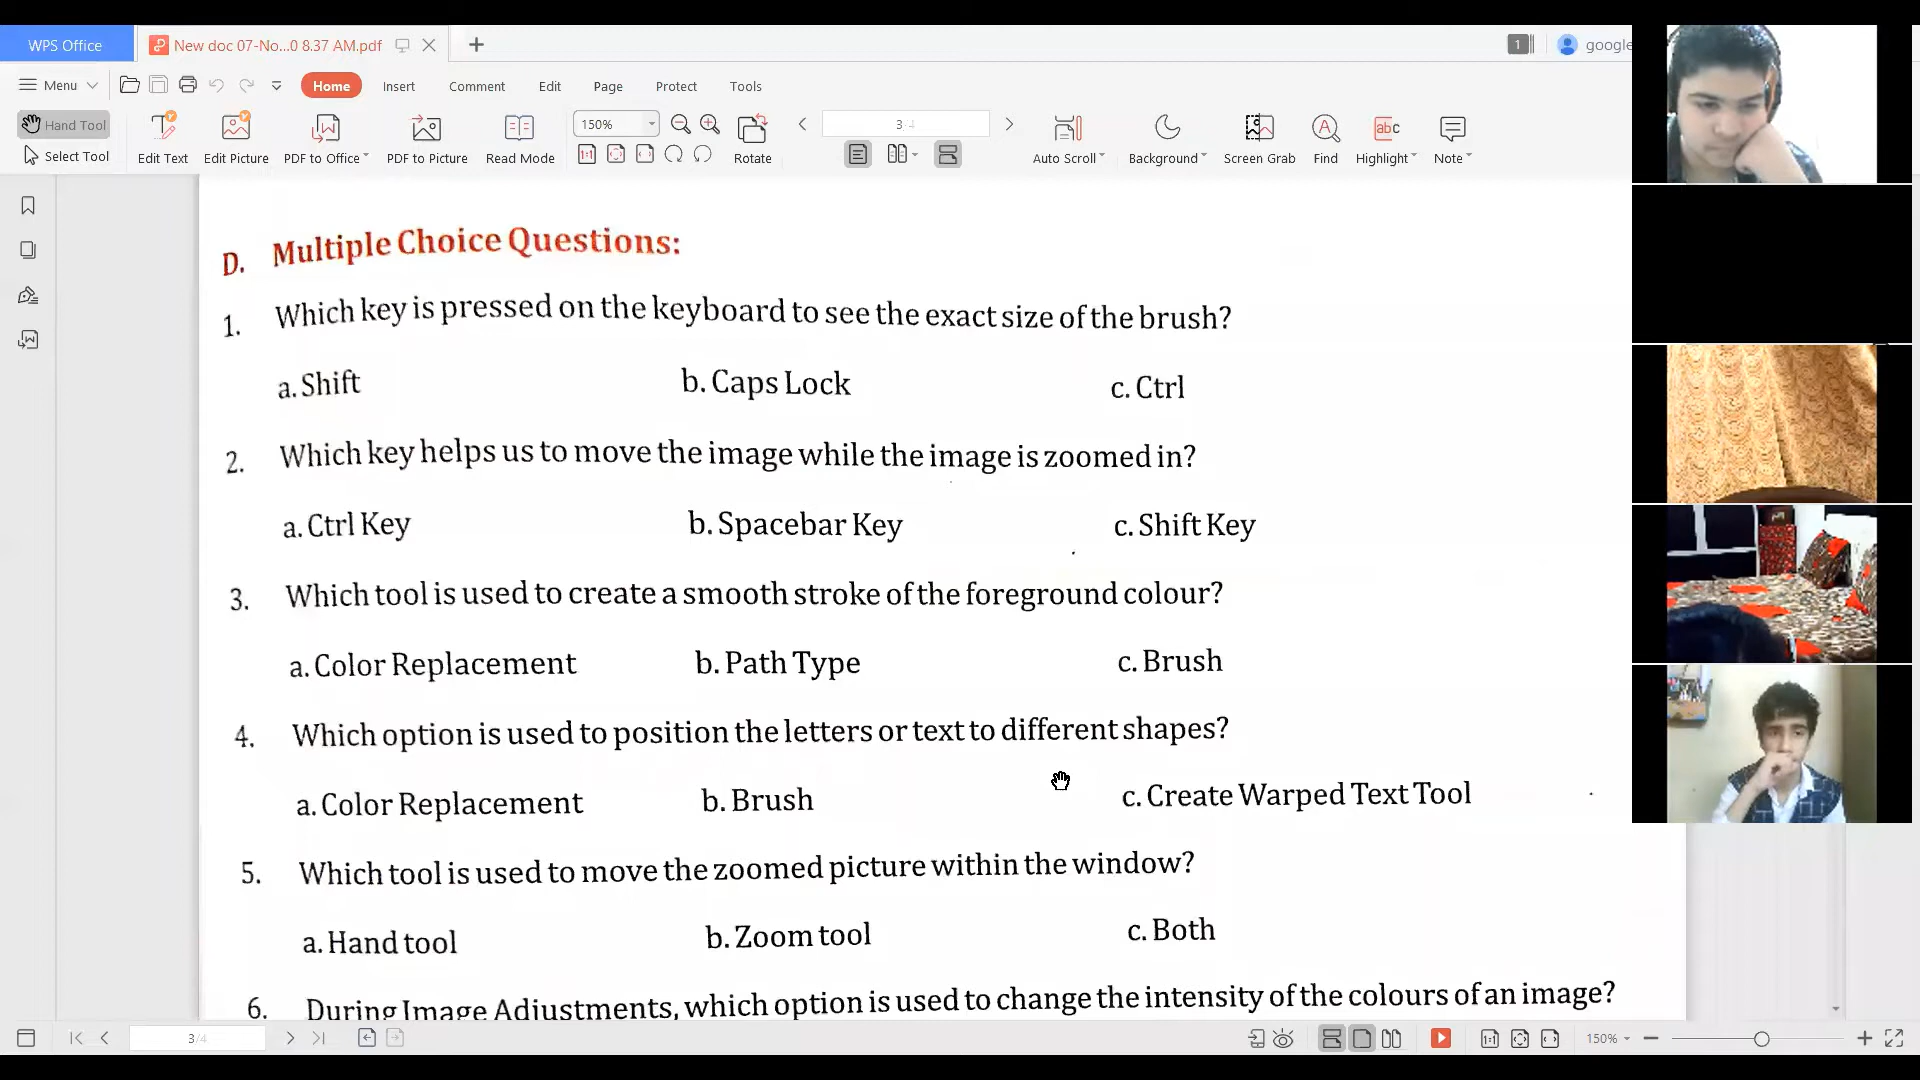 WPS Office
New doc 07-No...0 8.37 AM.pdf
1
google
Menu
Home
Insert
Comment
Edit
Page
Protect
Tools
Hand Tool
Select Tool
Edit Text
Edit Picture
PDF to Office
PDF to Picture
Read Mode
150%
Rotate
3/4
Auto Scroll
Background
Screen Grab
Find
Highlight
Note
D. Multiple Choice Questions:
1. Which key is pressed on the keyboard to see the exact size of the brush?
a. Shift b. Caps Lock c. Ctrl
2. Which key helps us to move the image while the image is zoomed in?
a. Ctrl Key b. Spacebar Key c. Shift Key
3. Which tool is used to create a smooth stroke of the foreground colour?
a. Color Replacement b. Path Type c. Brush
4. Which option is used to position the letters or text to different shapes?
a. Color Replacement b. Brush c. Create Warped Text Tool
5. Which tool is used to move the zoomed picture within the window?
a. Hand tool b. Zoom tool c. Both
6. During Image Adjustments, which option is used to change the intensity of the colours of an image?
3/4
150%